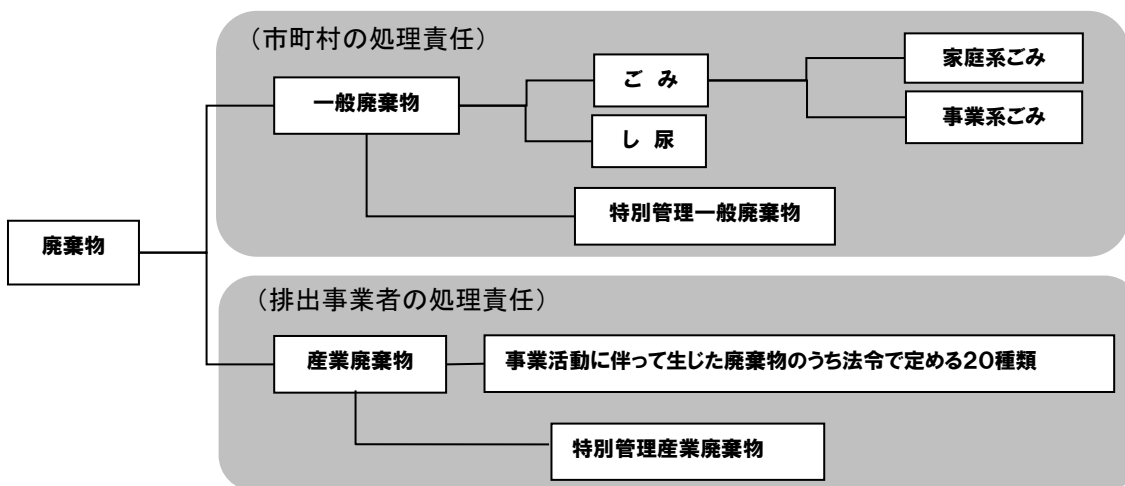 （市町村の処理責任）
家庭系ごみ
ご み
一般廃棄物
事業系ごみ
し 尿
特別管理一般廃棄物
廃棄物
（排出事業者の処理責任）
産業廃棄物
事業活動に伴って生じた廃棄物のうち法令で定める２０種類
特別管理産業廃棄物